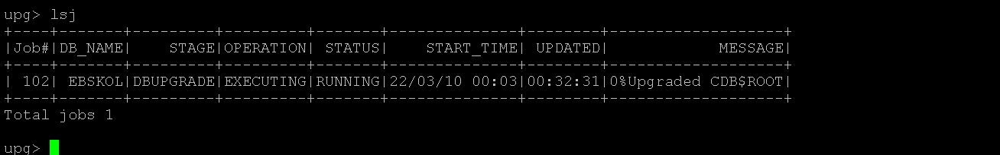 upg> lsj
+----+-------+---------+---------+-------+--------------+--------+-------------------+
|Job#|DB_NAME|    STAGE|OPERATION| STATUS|    START_TIME| UPDATED|            MESSAGE|
+----+-------+---------+---------+-------+--------------+--------+-------------------+
| 102| EBSKOL|DBUPGRADE|EXECUTING|RUNNING|22/03/10 00:03|00:32:31|0%Upgraded CDB$ROOT|
+----+-------+---------+---------+-------+--------------+--------+-------------------+
Total jobs 1
upg>